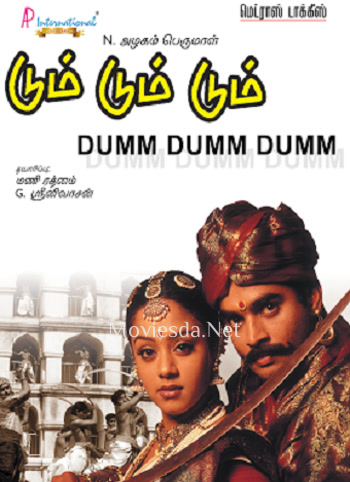 AP International
மெட்ராஸ் டாக்கீஸ்
N. அழகம் பெருமாள்
டும் டும் டும்
DUMM DUMM DUMM
தயாரிப்பு:
மணி ரத்னம்
G. ஸ்ரீனிவாசன்
Moviesda.Net